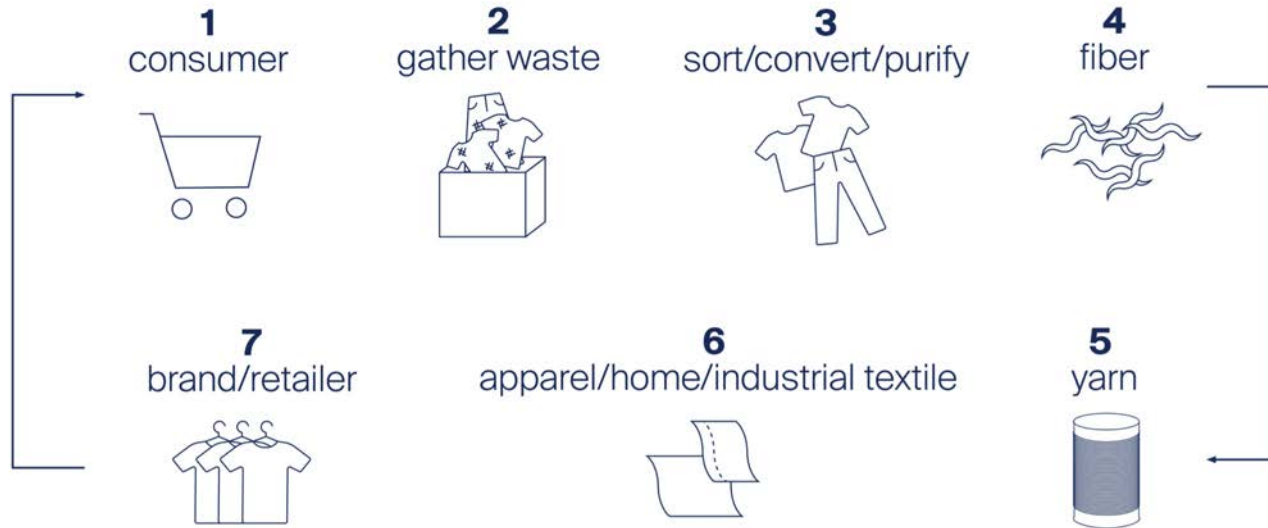 1
consumer
2
gather waste
3
sort/convert/purify
4
fiber
5
yarn
6
apparel/home/industrial textile
7
brand/retailer